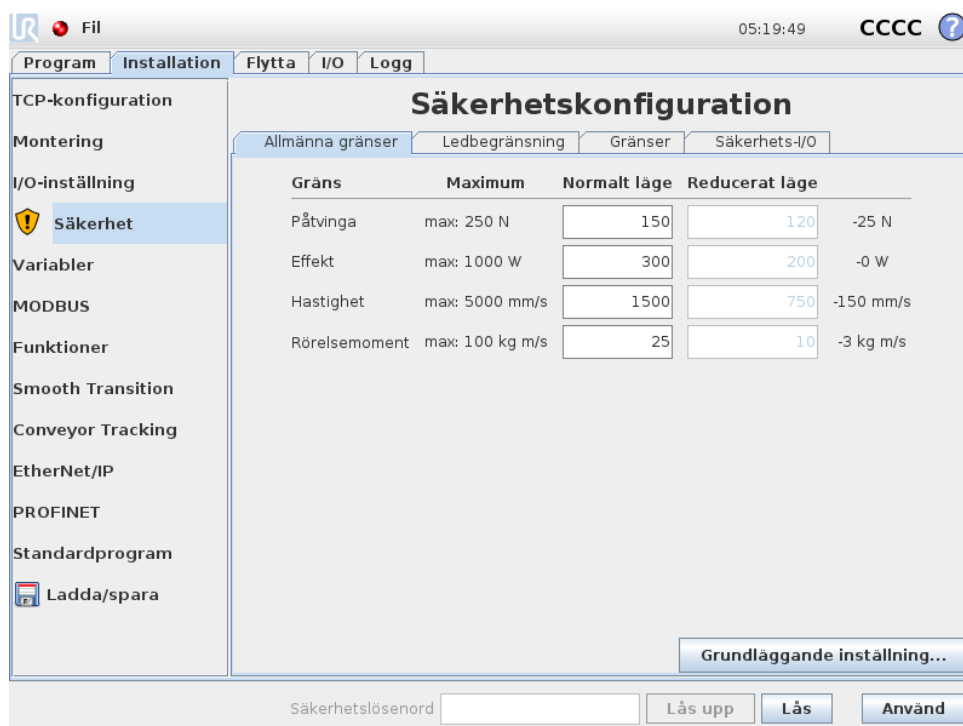 UR Fil 05:19:49 CCCC ?
Program Installation Flytta I/O Logg
TCP-konfiguration
Montering
I/O-inställning
Säkerhet
Variabler
MODBUS
Funktioner
Smooth Transition
Conveyor Tracking
EtherNet/IP
PROFINET
Standardprogram
Ladda/spara
Säkerhetskonfiguration
Allmänna gränser Ledbegränsning Gränser Säkerhets-I/O
Gräns Maximum Normalt läge Reducerat läge
Påtvinga max: 250 N 150 120 -25 N
Effekt max: 1000 W 300 200 -0 W
Hastighet max: 5000 mm/s 1500 750 -150 mm/s
Rörelsemoment max: 100 kg m/s 25 10 -3 kg m/s
Grundläggande inställning...
Säkerhetslösenord Lås upp Lås Använd